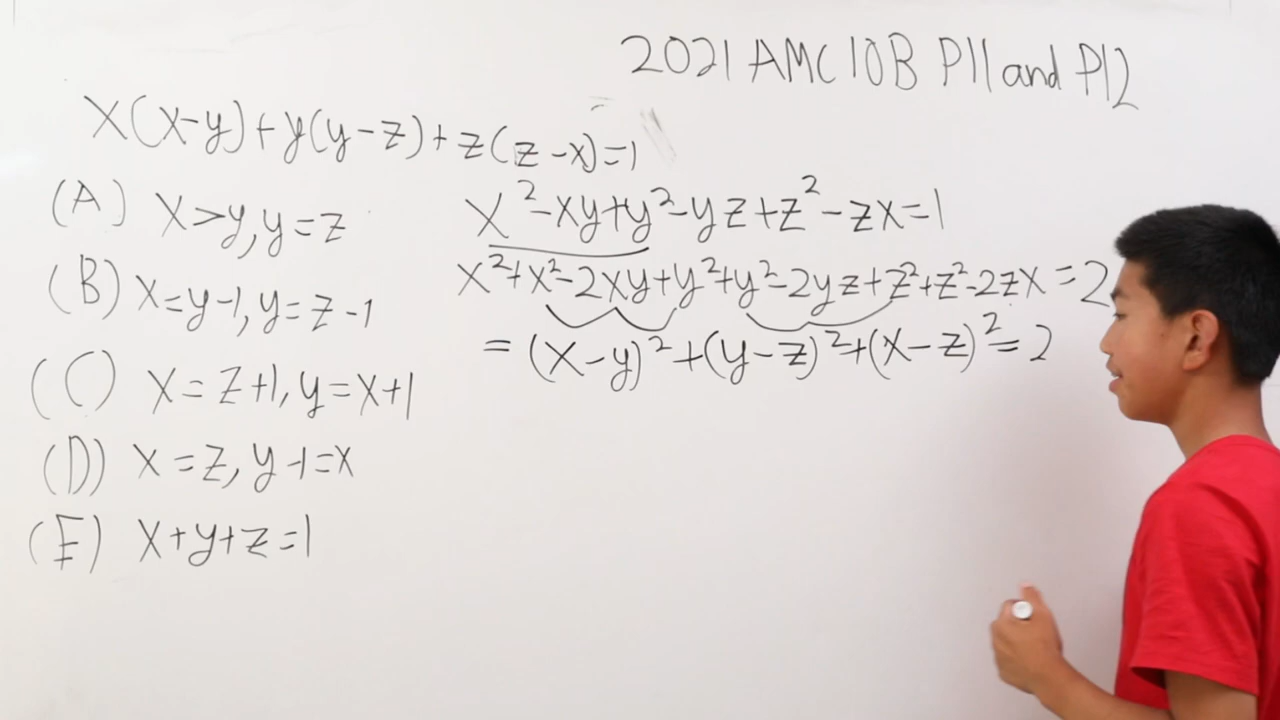 2021 AMC 10B P11 and P12
x(x-y)+y(y-z)+z(z-x)=1
(A) x>y, y=z
(B) x=y-1, y=z-1
(C) x=z+1, y=x+1
(D) x=z, y-1=x
(E) x+y+z=1
x²-xy+y²-yz+z²-zx=1
x²+x²-2xy+y²+y²-2yz+z²+z²-2zx=2
=(x-y)²+(y-z)²+(x-z)²=2